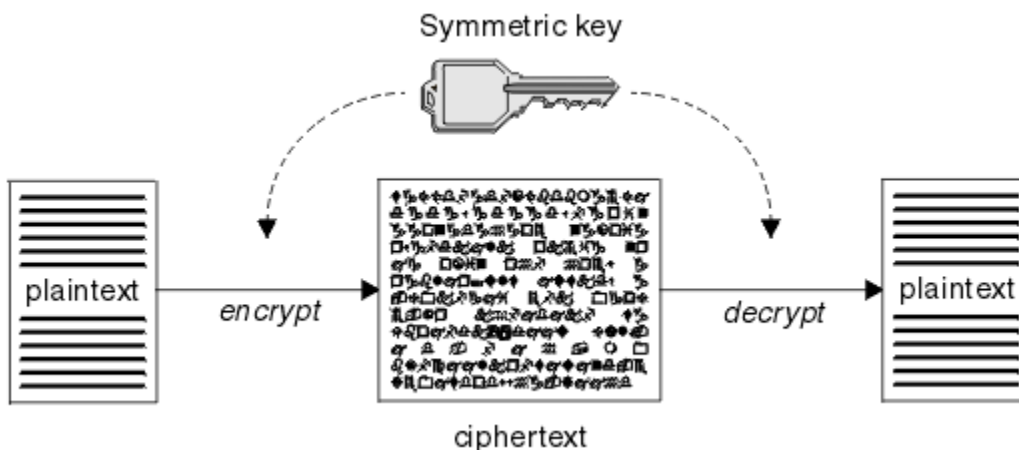 Symmetric key
plaintext
encrypt
decrypt
plaintext
ciphertext